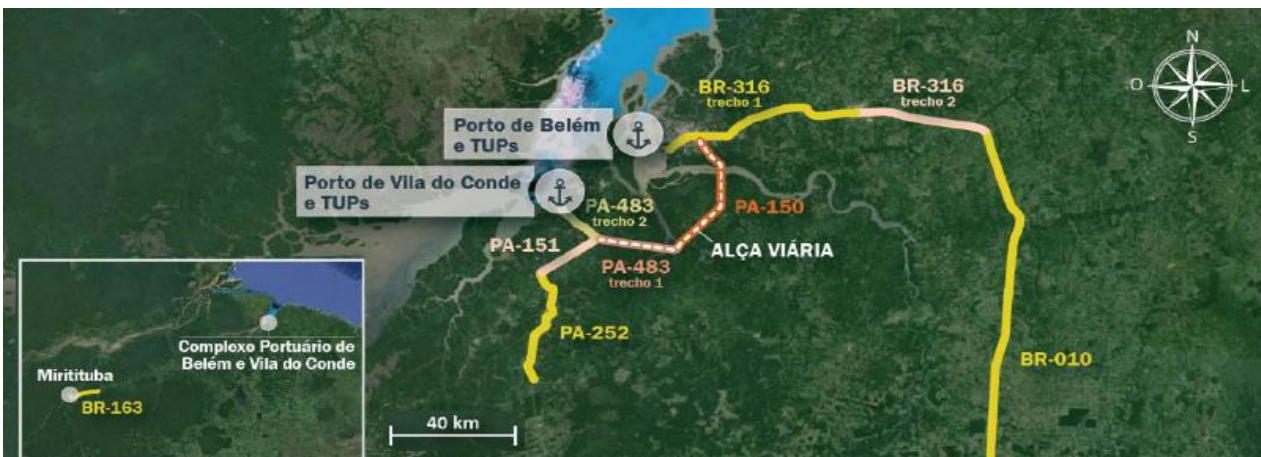 BR-316
trecho 1
BR-316
trecho 2
N
O
L
S
Porto de Belém
e TUPs
Porto de Vila do Conde
e TUPs
PA-483
trecho 2
PA-150
PA-151
ALÇA VIÁRIA
PA-483
trecho 1
PA-252
BR-010
Complexo Portuário de
Belém e Vila do Conde
Miritituba
BR-163
40 km